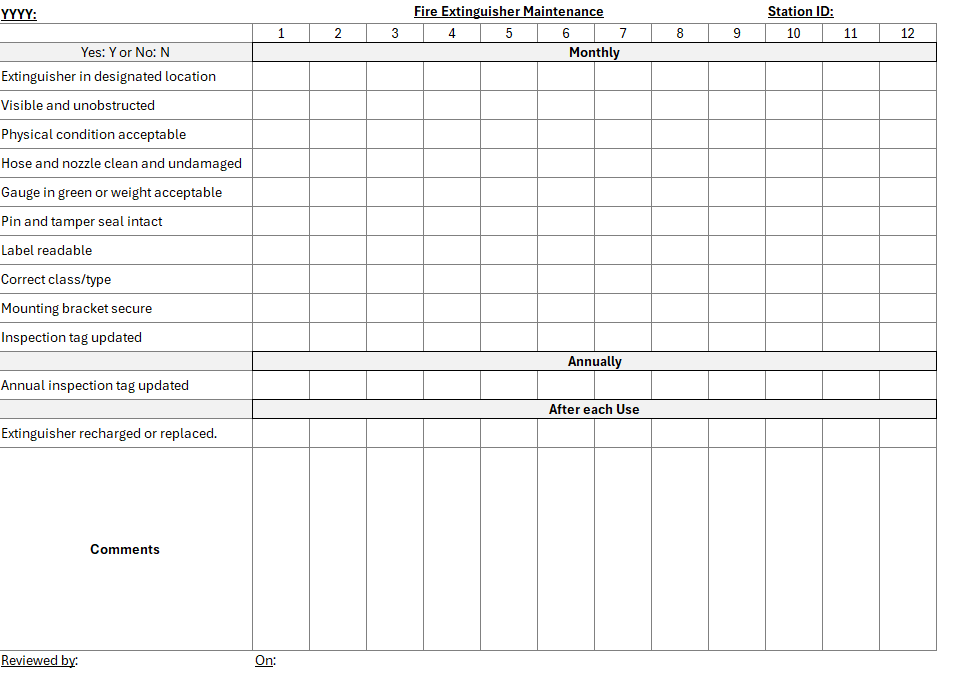 YYYY: Fire Extinguisher Maintenance Station ID:
1 2 3 4 5 6 7 8 9 10 11 12
Yes: Y or No: N Monthly
Extinguisher in designated location
Visible and unobstructed
Physical condition acceptable
Hose and nozzle clean and undamaged
Gauge in green or weight acceptable
Pin and tamper seal intact
Label readable
Correct class/type
Mounting bracket secure
Inspection tag updated
Annually
Annual inspection tag updated
After each Use
Extinguisher recharged or replaced.
Comments
Reviewed by: On: